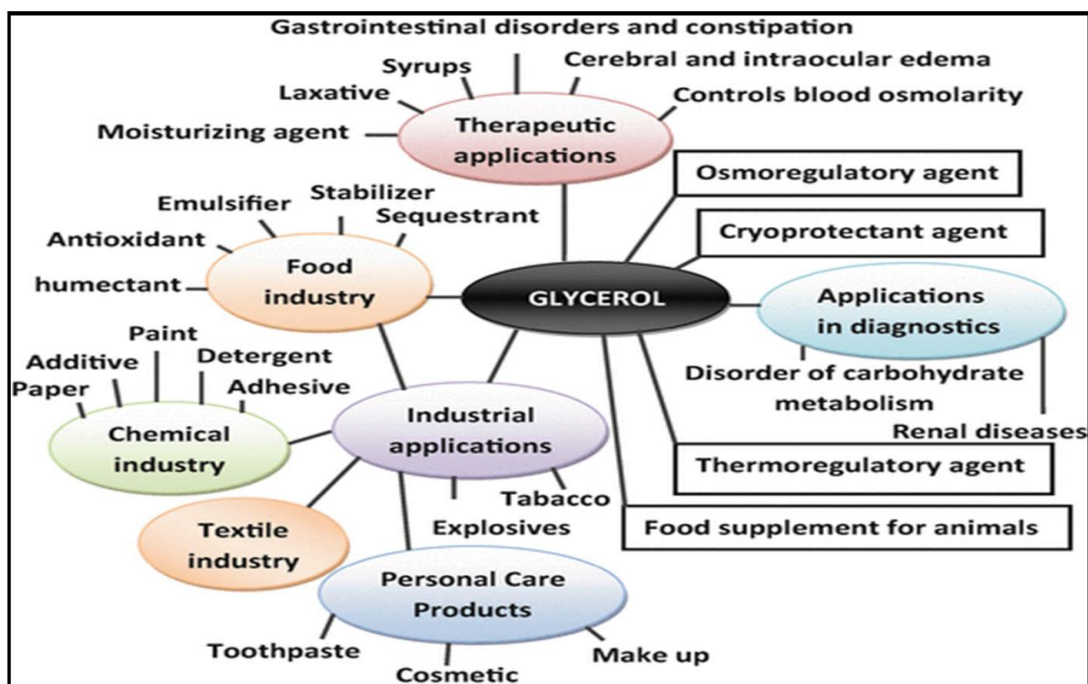 Gastrointestinal disorders and constipation
Syrups
Cerebral and intraocular edema
Laxative
Controls blood osmolarity
Moisturizing agent
Therapeutic
applications
Osmoregulatory agent
Cryoprotectant agent
Stabilizer
Emulsifier
Sequestrant
Antioxidant
humectant
Food
industry
GLYCEROL
Applications
in diagnostics
Disorder of carbohydrate
metabolism
Renal diseases
Paint
Additive
Detergent
Paper
Adhesive
Chemical
industry
Industrial
applications
Thermoregulatory agent
Tabacco
Explosives
Food supplement for animals
Textile
industry
Personal Care
Products
Toothpaste
Cosmetic
Make up